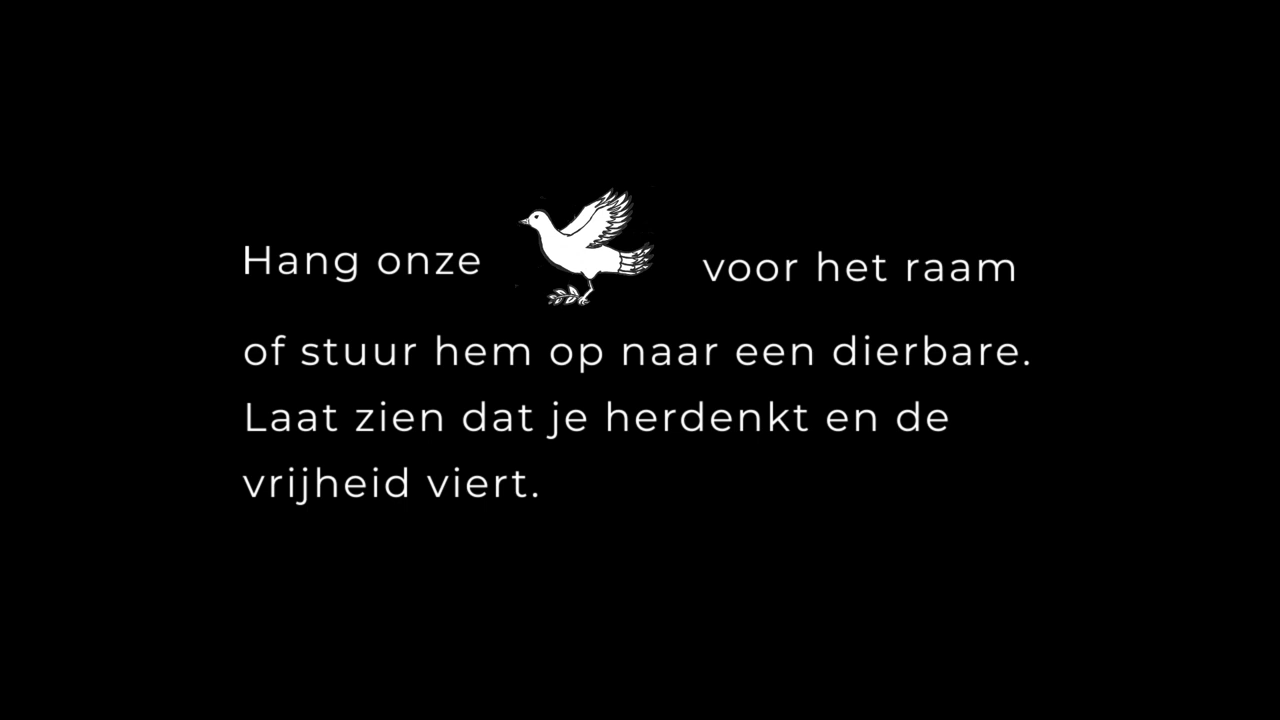 Hang onze voor het raam
of stuur hem op naar een dierbare.
Laat zien dat je herdenkt en de
vrijheid viert.